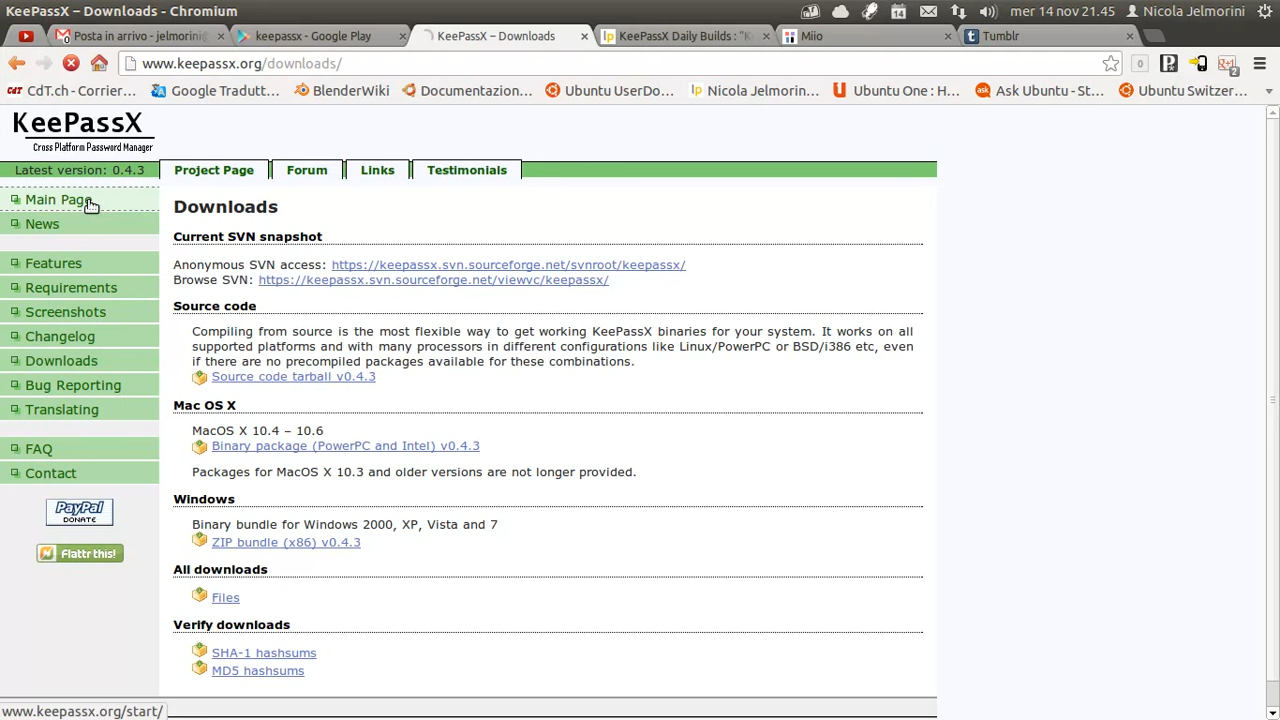 KeePassX – Downloads - Chromium
14
mer 14 nov 21.45
Nicola Jelmorini
Posta in arrivo - jelmorini@
keepassx - Google Play
KeePassX – Downloads
KeePassX Daily Builds : "K
Miio
Tumblr
www.keepassx.org/downloads/
0
2
CdT.ch - Corrier...
Google Tradutt...
BlenderWiki
Documentazion...
Ubuntu UserDo...
Nicola Jelmorin...
Ubuntu One : H...
Ask Ubuntu - St...
Ubuntu Switzer...
KeePassX
Cross Platform Password Manager
Latest version: 0.4.3
Project Page
Forum
Links
Testimonials
Main Page
News
Features
Requirements
Screenshots
Changelog
Downloads
Bug Reporting
Translating
FAQ
Contact
PayPal
DONATE
Flattr this!
Downloads
Current SVN snapshot
Anonymous SVN access: https://keepassx.svn.sourceforge.net/svnroot/keepassx/
Browse SVN: https://keepassx.svn.sourceforge.net/viewvc/keepassx/
Source code
Compiling from source is the most flexible way to get working KeePassX binaries for your system. It works on all
supported platforms and with many processors in different configurations like Linux/PowerPC or BSD/i386 etc, even
if there are no precompiled packages available for these combinations.
Source code tarball v0.4.3
Mac OS X
MacOS X 10.4 – 10.6
Binary package (PowerPC and Intel) v0.4.3
Packages for MacOS X 10.3 and older versions are not longer provided.
Windows
Binary bundle for Windows 2000, XP, Vista and 7
ZIP bundle (x86) v0.4.3
All downloads
Files
Verify downloads
SHA-1 hashsums
MD5 hashsums
www.keepassx.org/start/